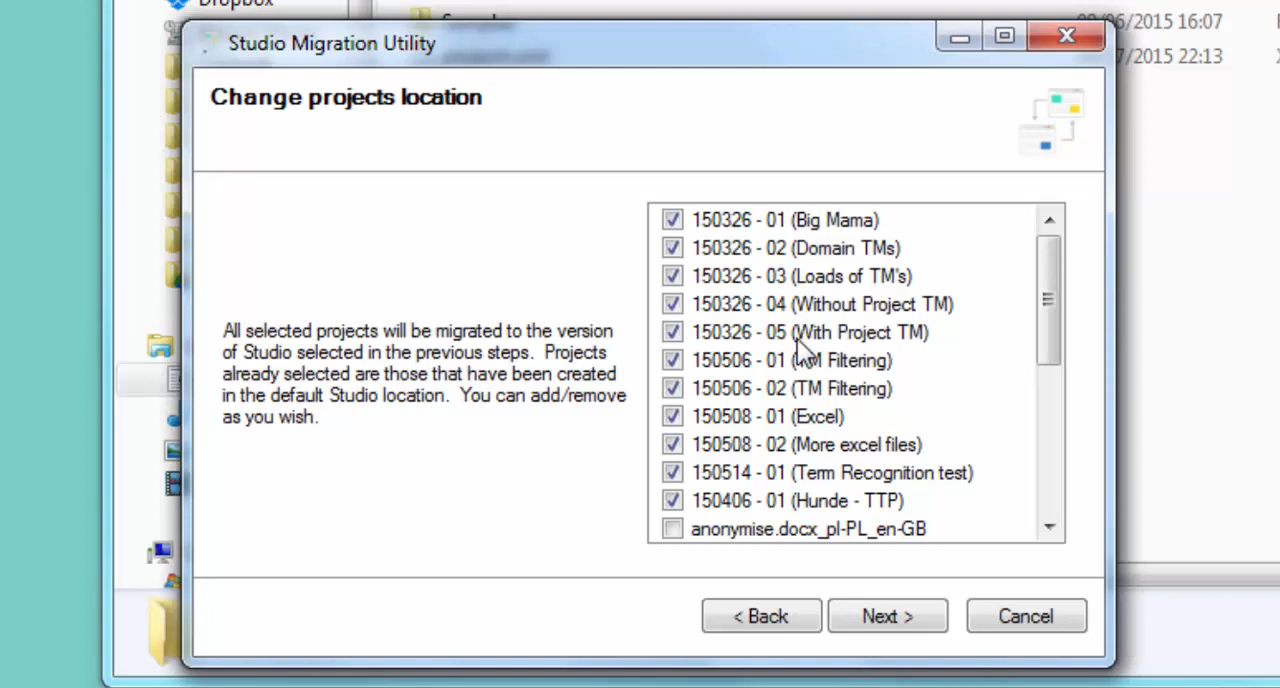 Dropbox
16:07
Studio Migration Utility
/2015 22:13
Change projects location
150326 - 01 (Big Mama)
150326 - 02 (Domain TMs)
150326 - 03 (Loads of TM's)
150326 - 04 (Without Project TM)
150326 - 05 (With Project TM)
150506 - 01 (TM Filtering)
150506 - 02 (TM Filtering)
150508 - 01 (Excel)
150508 - 02 (More excel files)
150514 - 01 (Term Recognition test)
150406 - 01 (Hunde - TTP)
anonymise.docx_pl-PL_en-GB
All selected projects will be migrated to the version
of Studio selected in the previous steps. Projects
already selected are those that have been created
in the default Studio location. You can add/remove
as you wish.
< Back
Next >
Cancel